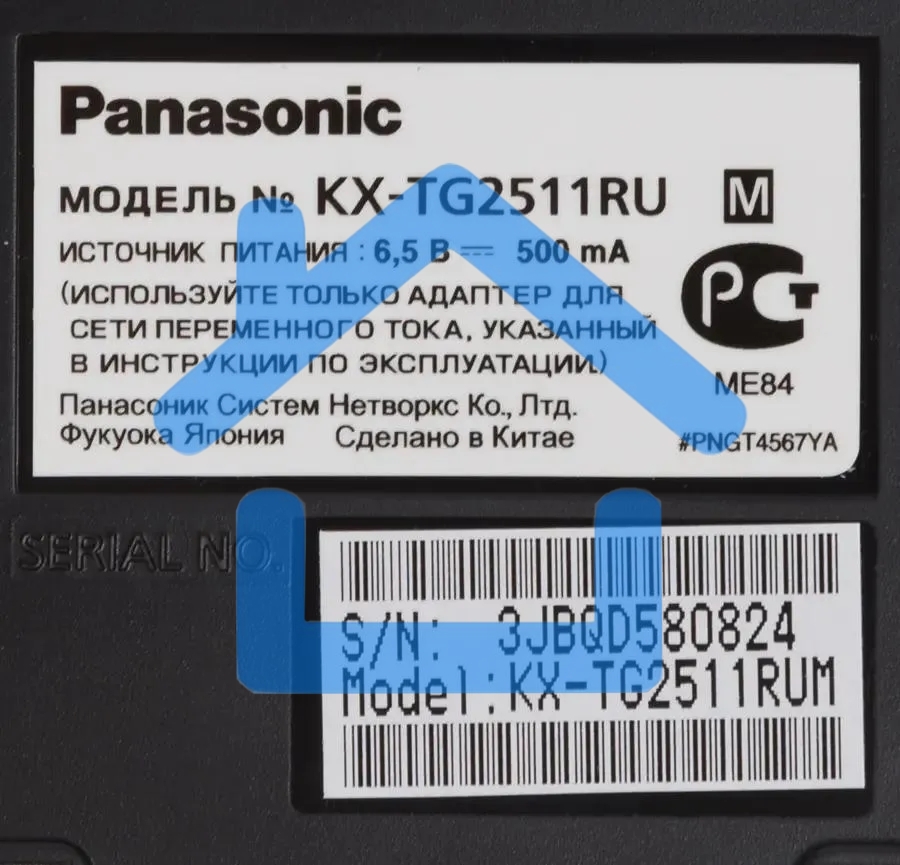 Panasonic
МОДЕЛЬ № KX-TG2511RU M
ИСТОЧНИК ПИТАНИЯ : 6,5 В ⎓ 500 mA
(ИСПОЛЬЗУЙТЕ ТОЛЬКО АДАПТЕР ДЛЯ
СЕТИ ПЕРЕМЕННОГО ТОКА, УКАЗАННЫЙ
В ИНСТРУКЦИИ ПО ЭКСПЛУАТАЦИИ.)
РСТ
ME84
Панасоник Систем Нетворкс Ко., Лтд.
Фукуока Япония Сделано в Китае
#PNGT4567YA
SERIAL NO.
S/N: 3JBQD580824
Model:KX-TG2511RUM